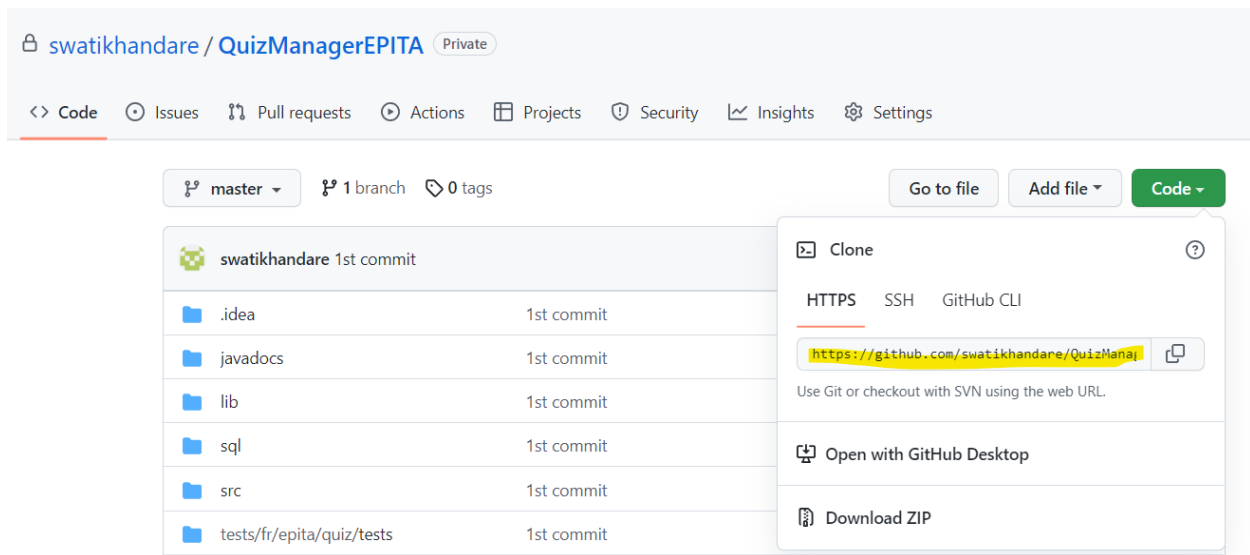 swatikhandare / QuizManagerEPITA Private
<> Code Issues Pull requests Actions Projects Security Insights Settings
master 1 branch 0 tags Go to file Add file Code
swatikhandare 1st commit
.idea 1st commit
javadocs 1st commit
lib 1st commit
sql 1st commit
src 1st commit
tests/fr/epita/quiz/tests 1st commit
Clone
HTTPS SSH GitHub CLI
https://github.com/swatikhandare/QuizManag
Use Git or checkout with SVN using the web URL.
Open with GitHub Desktop
Download ZIP